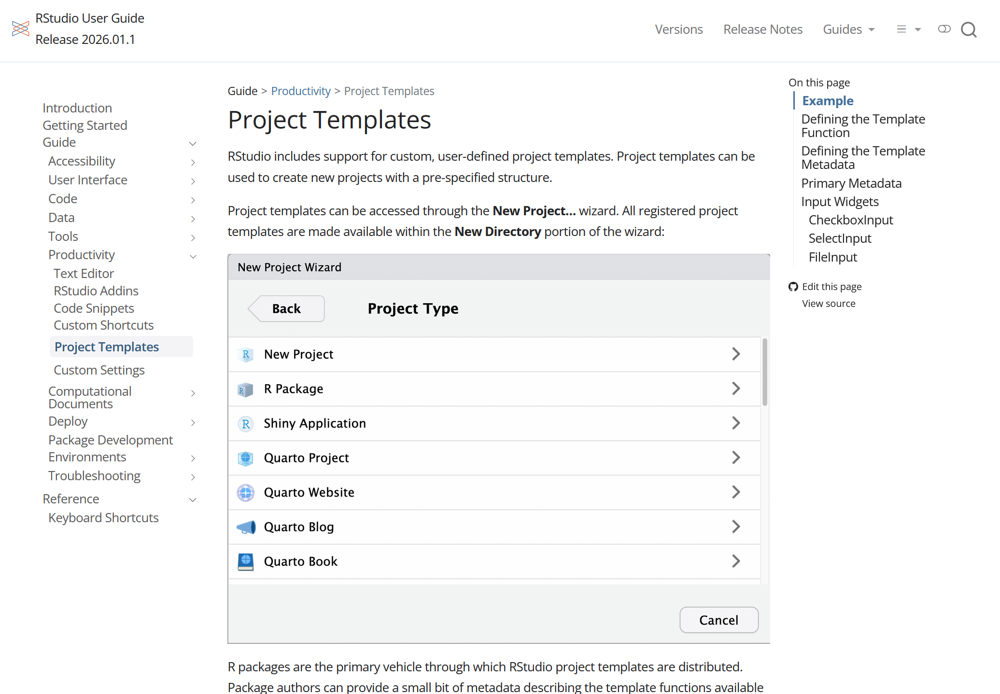 RStudio User Guide
Release 2026.01.1
Versions
Release Notes
Guides
Introduction
Getting Started
Guide
Accessibility
User Interface
Code
Data
Tools
Productivity
Text Editor
RStudio Addins
Code Snippets
Custom Shortcuts
Project Templates
Custom Settings
Computational
Documents
Deploy
Package Development
Environments
Troubleshooting
Reference
Keyboard Shortcuts
Guide > Productivity > Project Templates
Project Templates
RStudio includes support for custom, user-defined project templates. Project templates can be
used to create new projects with a pre-specified structure.
Project templates can be accessed through the New Project... wizard. All registered project
templates are made available within the New Directory portion of the wizard:
New Project Wizard
Back
Project Type
R
New Project
R
R Package
R
Shiny Application
Quarto Project
Quarto Website
Quarto Blog
Quarto Book
Cancel
R packages are the primary vehicle through which RStudio project templates are distributed.
Package authors can provide a small bit of metadata describing the template functions available
On this page
Example
Defining the Template
Function
Defining the Template
Metadata
Primary Metadata
Input Widgets
CheckboxInput
SelectInput
FileInput
Edit this page
View source